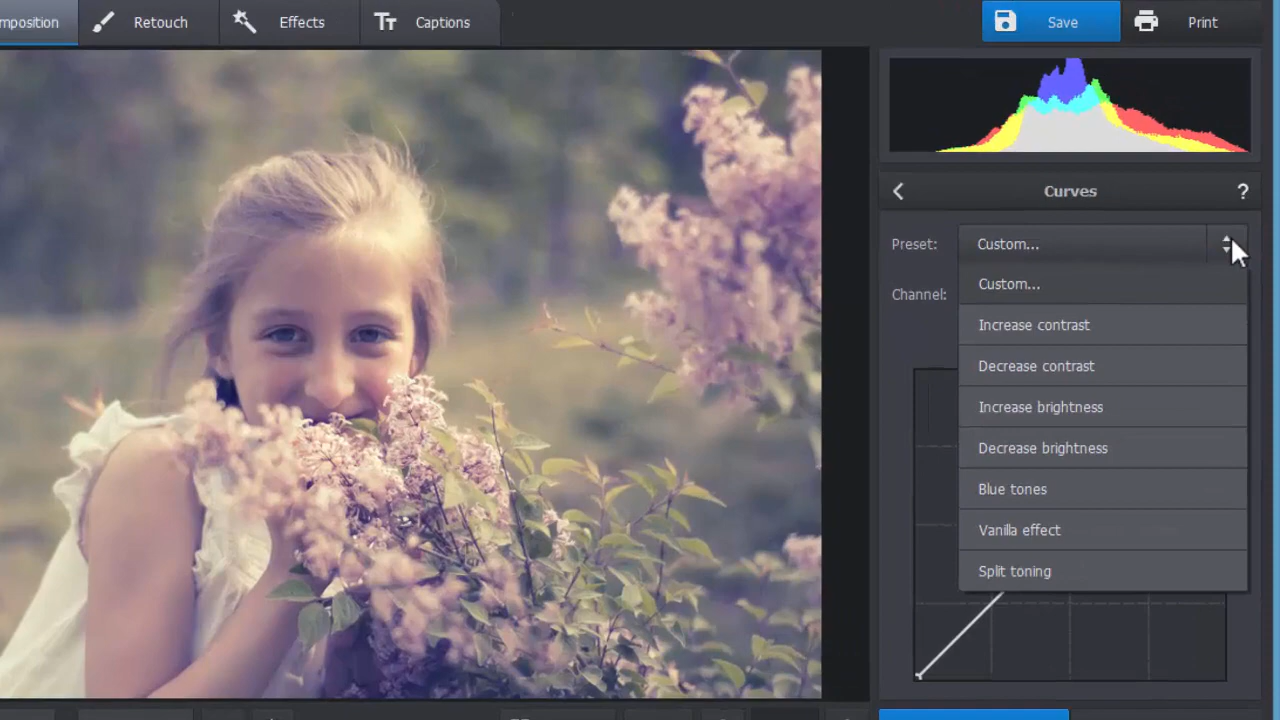 mposition
Retouch
Effects
Captions
Save
Print
Curves
?
Preset:
Custom...
Custom...
Channel:
Increase contrast
Decrease contrast
Increase brightness
Decrease brightness
Blue tones
Vanilla effect
Split toning